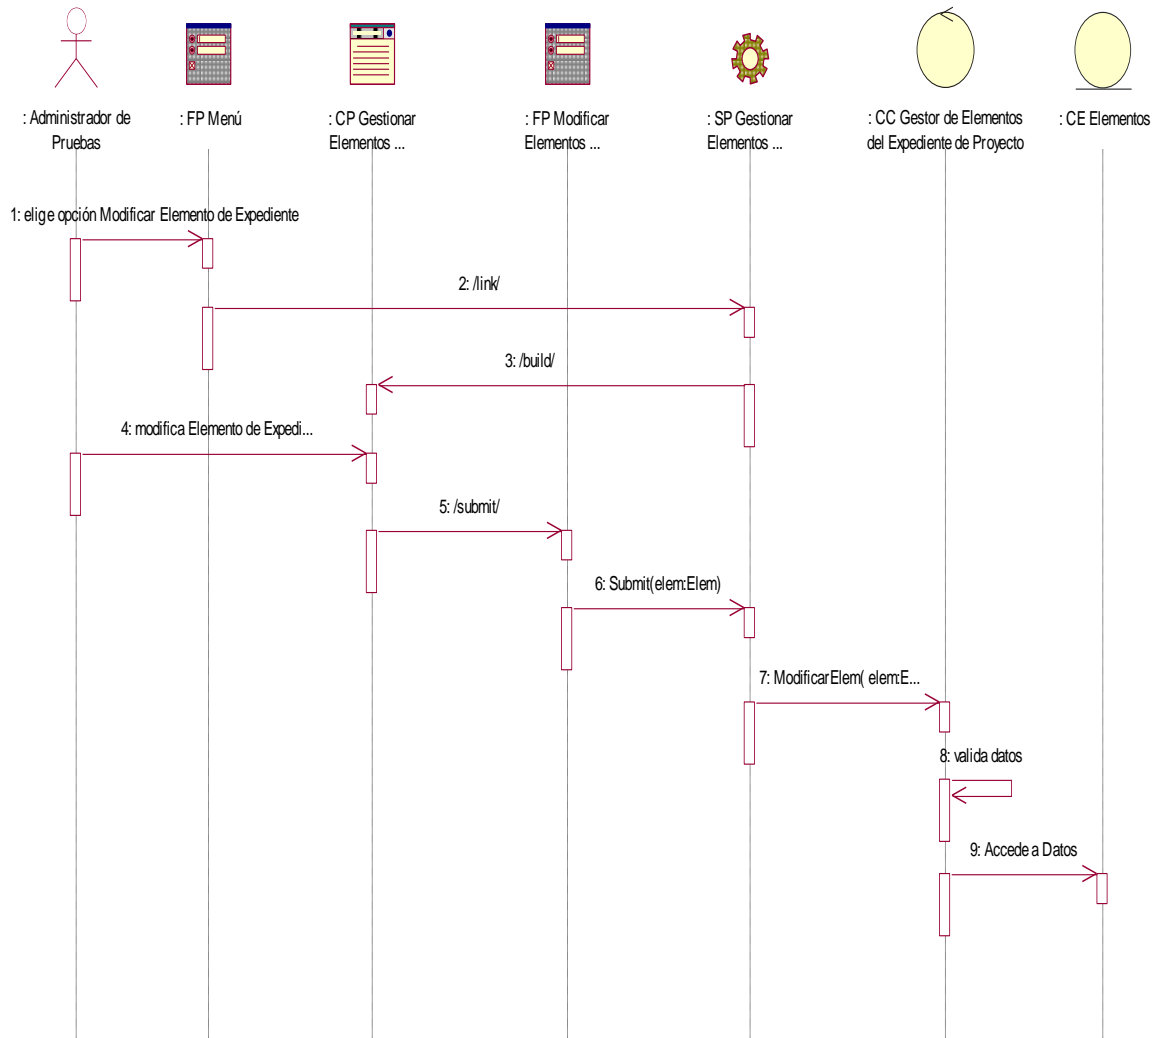 : Administrador de
Pruebas
: FP Menú
: CP Gestionar
Elementos ...
: FP Modificar
Elementos ...
: SP Gestionar
Elementos ...
: CC Gestor de Elementos
del Expediente de Proyecto
: CE Elementos
1: elige opción Modificar Elemento de Expediente
2: /link/
3: /build/
4: modifica Elemento de Expedi...
5: /submit/
6: Submit(elem:Elem)
7: ModificarElem( elem:E...
8: valida datos
9: Accede a Datos